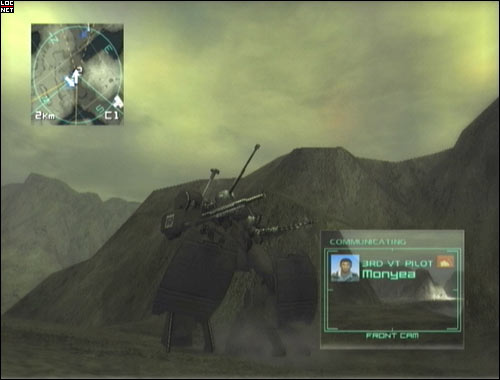 LOC
NET
N
S
2Km
C1
COMMUNICATING
3RD VT PILOT
Monyea
FRONT CAM